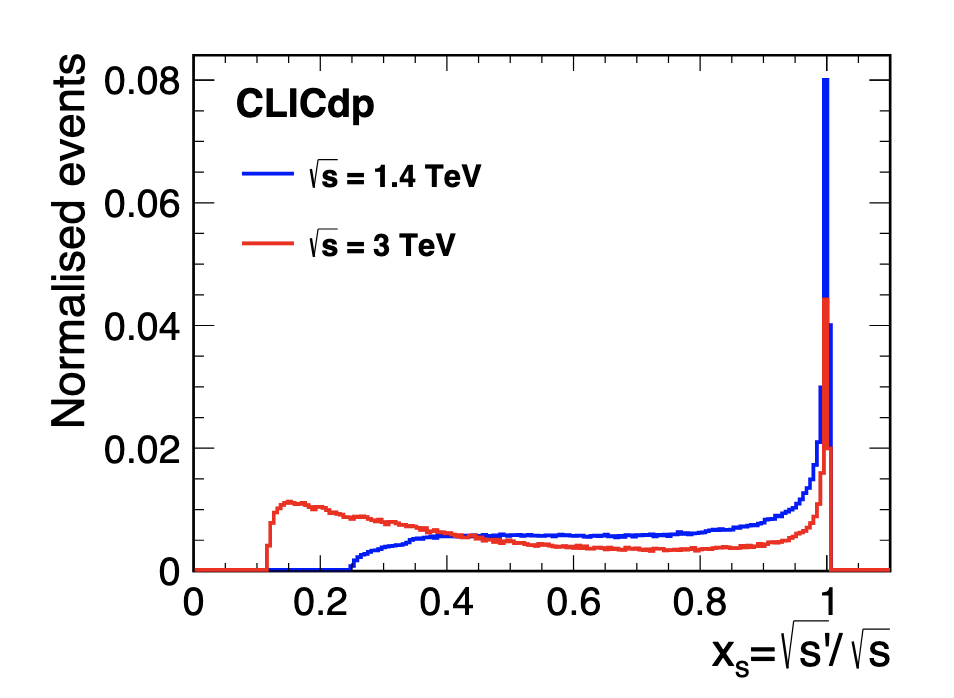 Normalised events
0.08
0.06
0.04
0.02
0
CLICdp
√s = 1.4 TeV
√s = 3 TeV
0 0.2 0.4 0.6 0.8 1
xₛ=√s'/√s